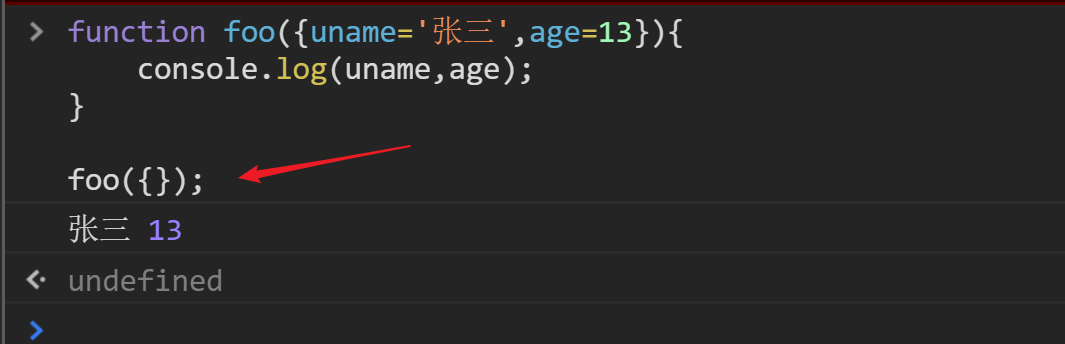 function foo({uname='张三',age=13}){
    console.log(uname,age);
}
foo({});
张三 13
undefined